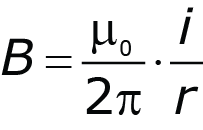 B = μ₀/2π · i/r